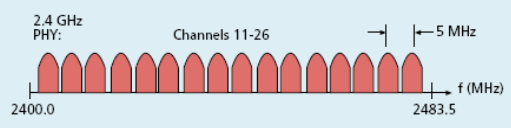 2.4 GHz
PHY:
Channels 11-26
5 MHz
f (MHz)
2400.0
2483.5